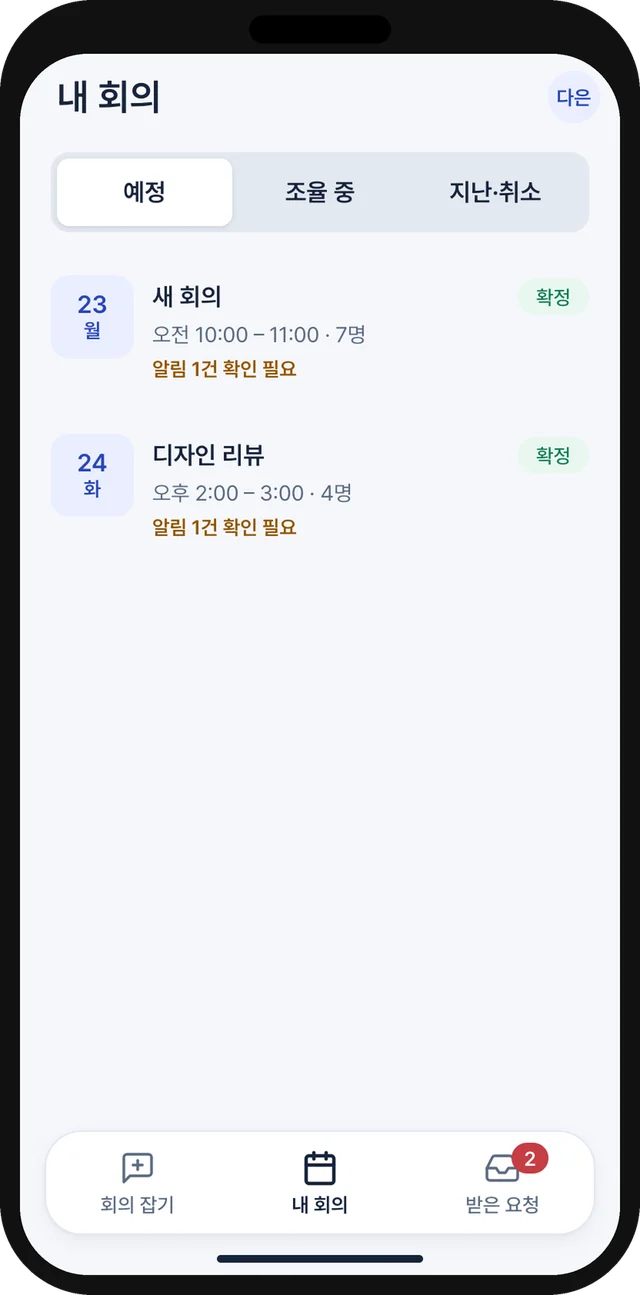 내 회의
다은
예정
조율 중
지난·취소
23
월
새 회의
확정
오전 10:00 – 11:00 · 7명
알림 1건 확인 필요
24
화
디자인 리뷰
확정
오후 2:00 – 3:00 · 4명
알림 1건 확인 필요
회의 잡기
내 회의
2
받은 요청